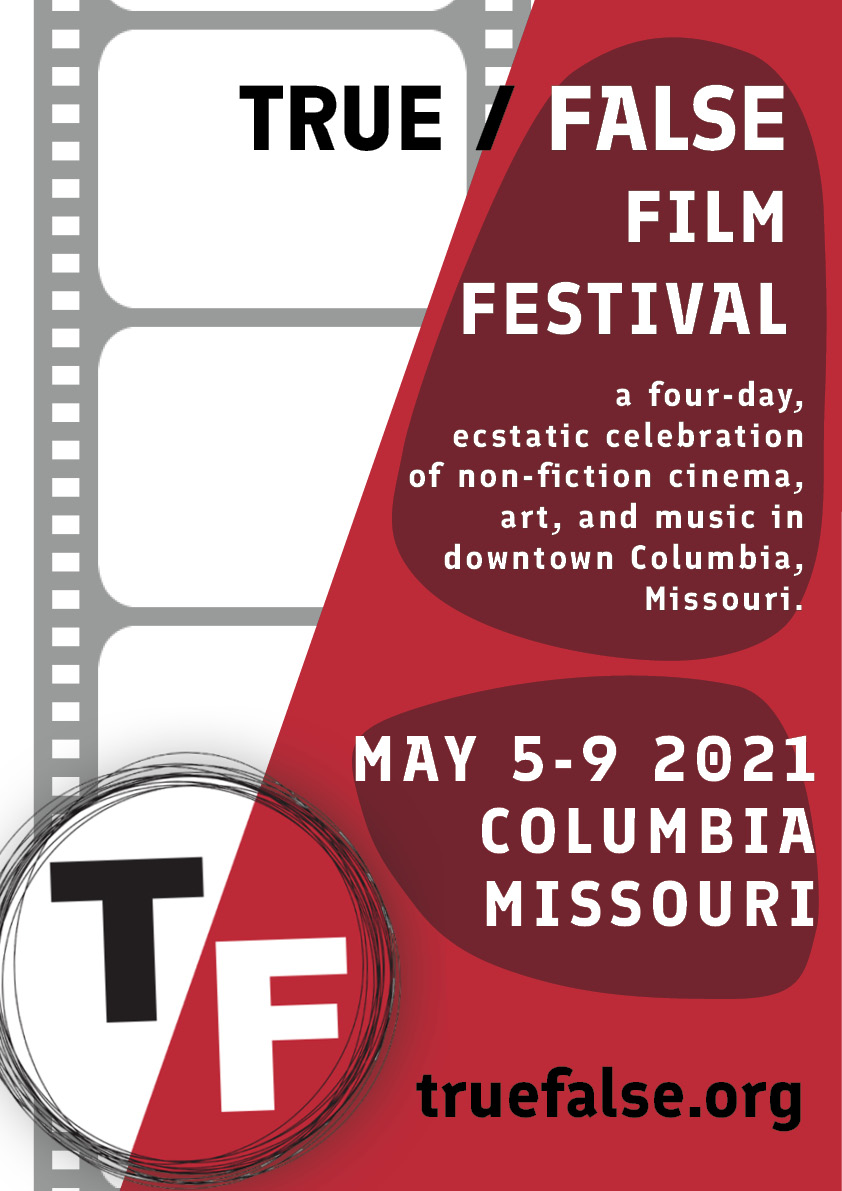 TRUE / FALSE
FILM
FESTIVAL
a four-day,
ecstatic celebration
of non-fiction cinema,
art, and music in
downtown Columbia,
Missouri.
MAY 5-9 2021
COLUMBIA
MISSOURI
T
F
truefalse.org